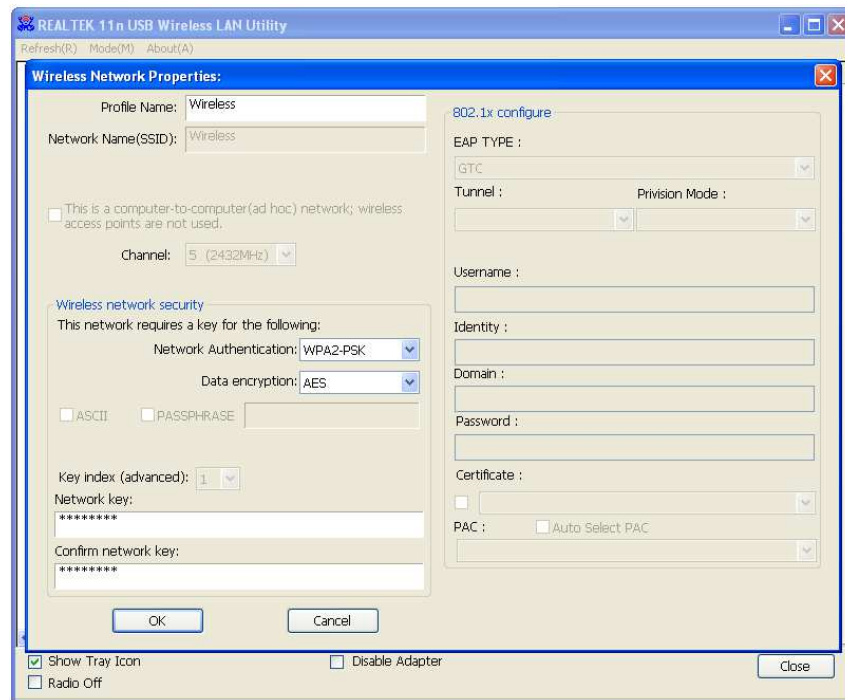 REALTEK 11n USB Wireless LAN Utility
Refresh(R) Mode(M) About(A)
Wireless Network Properties:
Profile Name: Wireless
Network Name(SSID): Wireless
This is a computer-to-computer(ad hoc) network; wireless
access points are not used.
Channel: 5 (2432MHz)
Wireless network security
This network requires a key for the following:
Network Authentication: WPA2-PSK
Data encryption: AES
ASCII PASSPHRASE
Key index (advanced): 1
Network key:
********
Confirm network key:
********
OK Cancel
802.1x configure
EAP TYPE :
GTC
Tunnel : Privision Mode :
Username :
Identity :
Domain :
Password :
Certificate :
PAC : Auto Select PAC
Show Tray Icon Disable Adapter
Radio Off
Close